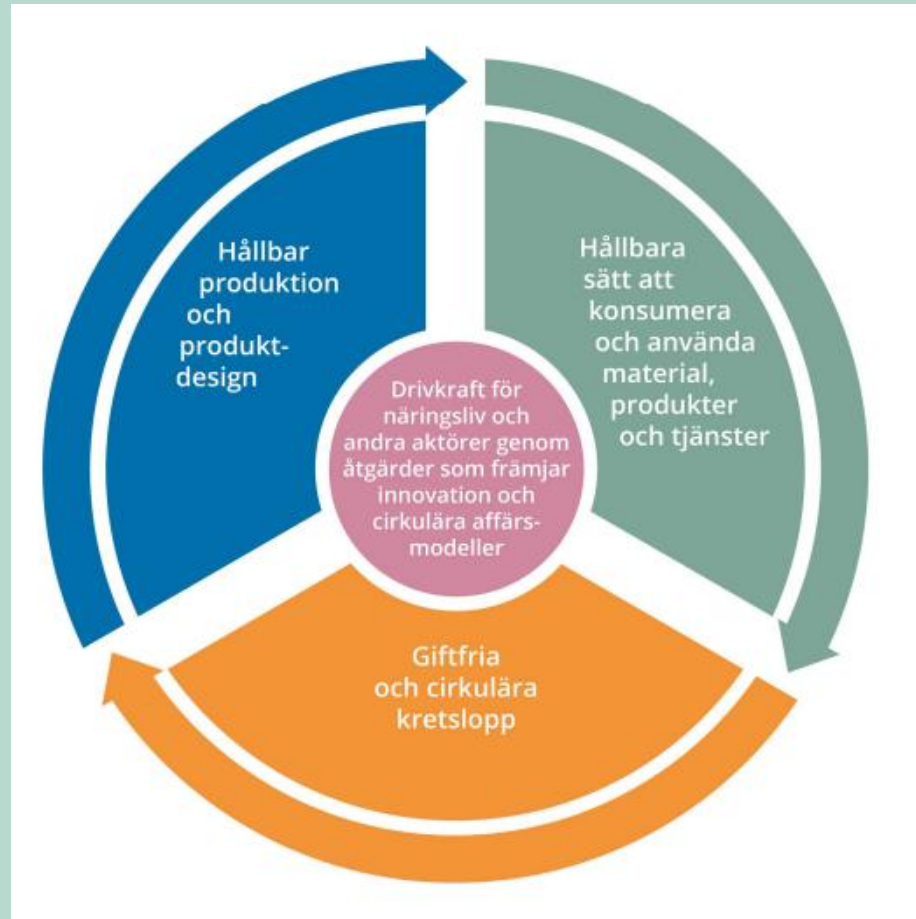 Hållbar
produktion
och
produkt-
design
Hållbara
sätt att
konsumera
och använda
material,
produkter
och tjänster
Drivkraft för
näringsliv och
andra aktörer genom
åtgärder som främjar
innovation och
cirkulära affärs-
modeller
Giftfria
och cirkulära
kretslopp